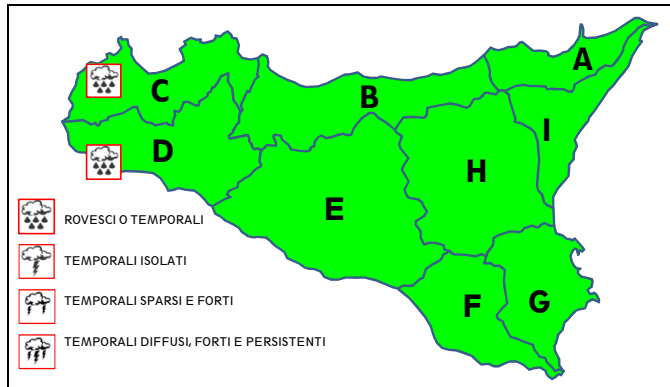 A
B
C
I
D
H
E
F
G
ROVESCI O TEMPORALI
TEMPORALI ISOLATI
TEMPORALI SPARSI E FORTI
TEMPORALI DIFFUSI, FORTI E PERSISTENTI